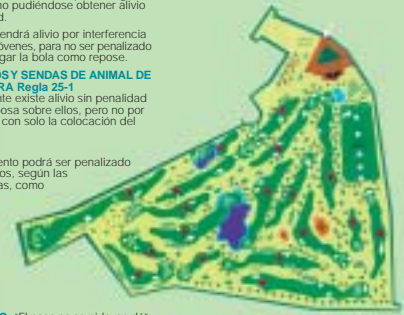 no pudiéndose obtener alivio
d.
endrá alivio por interferencia
óvenes, para no ser penalizado
gar la bola como repose.
OS Y SENDAS DE ANIMAL DE
RA Regla 25-1
nte existe alivio sin penalidad
osa sobre ellos, pero no por
con solo la colocación del
ento podrá ser penalizado
os, según las
as, como